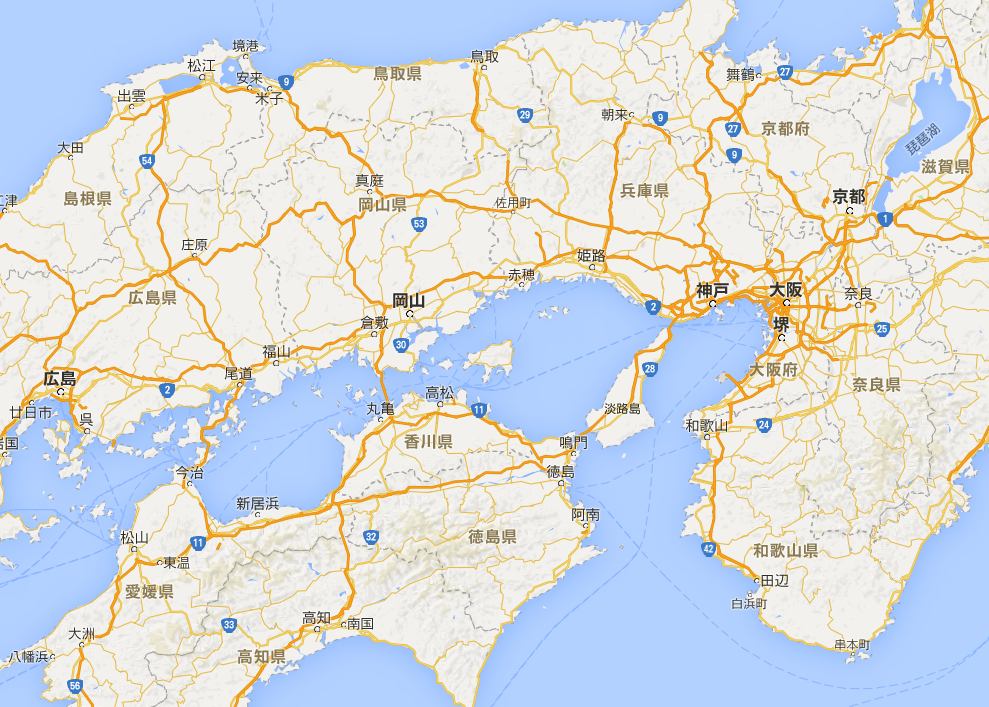 境港
松江
鳥取
安来
9
鳥取県
舞鶴
27
出雲
米子
29
朝来
9
27
京都府
大田
54
9
琵琶湖
滋賀県
真庭
島根県
岡山県
佐用町
兵庫県
京都
53
1
庄原
姫路
赤穂
広島県
岡山
神戸
大阪
奈良
2
倉敷
堺
25
30
福山
尾道
28
大阪府
広島
2
奈良県
高松
廿日市
呉
丸亀
11
淡路島
24
和歌山
香川県
鳴門
今治
徳島
新居浜
阿南
松山
11
32
徳島県
42
和歌山県
東温
愛媛県
田辺
白浜町
高知
33
南国
大洲
串本町
八幡浜
高知県
56